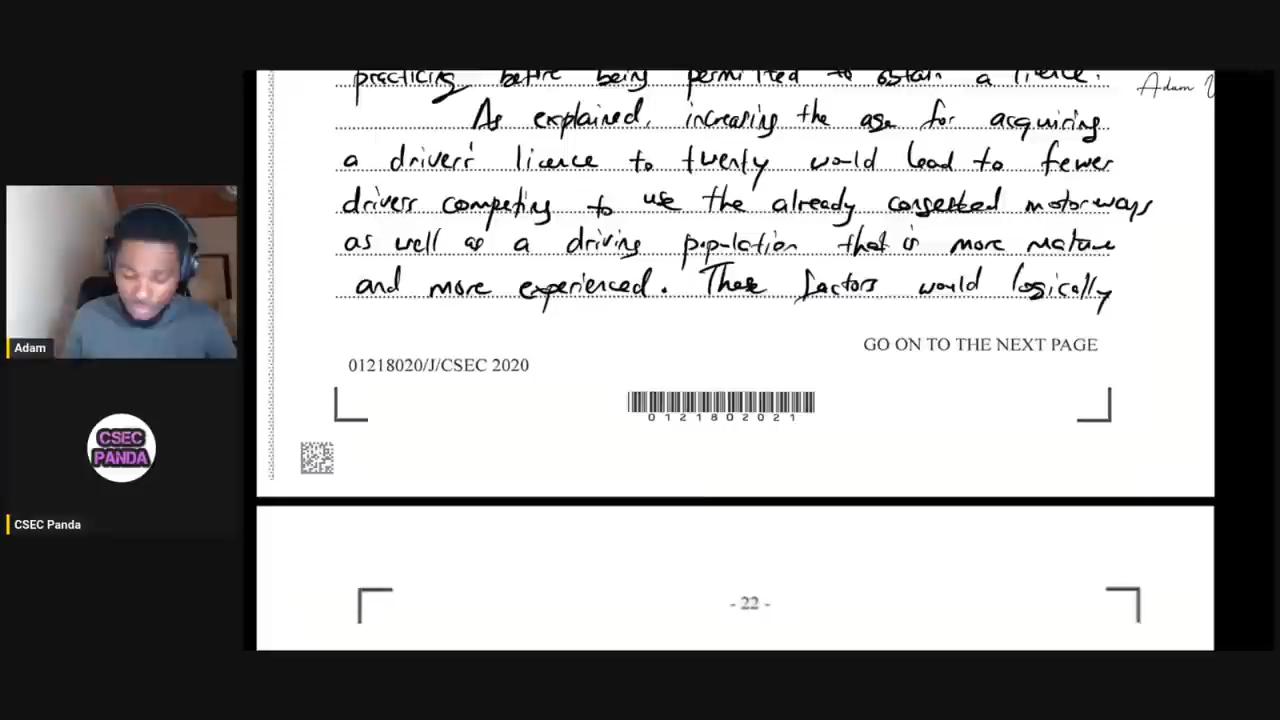 practicing before being permitted to obtain a licence.
Adam
As explained, increasing the age for acquiring
a drivers' licence to twenty would lead to fewer
drivers competing to use the already congested motorways
as well as a driving population that is more mature
and more experienced. These factors would logically
GO ON TO THE NEXT PAGE
01218020/J/CSEC 2020
0121802021
Adam
CSEC
PANDA
CSEC Panda
- 22 -